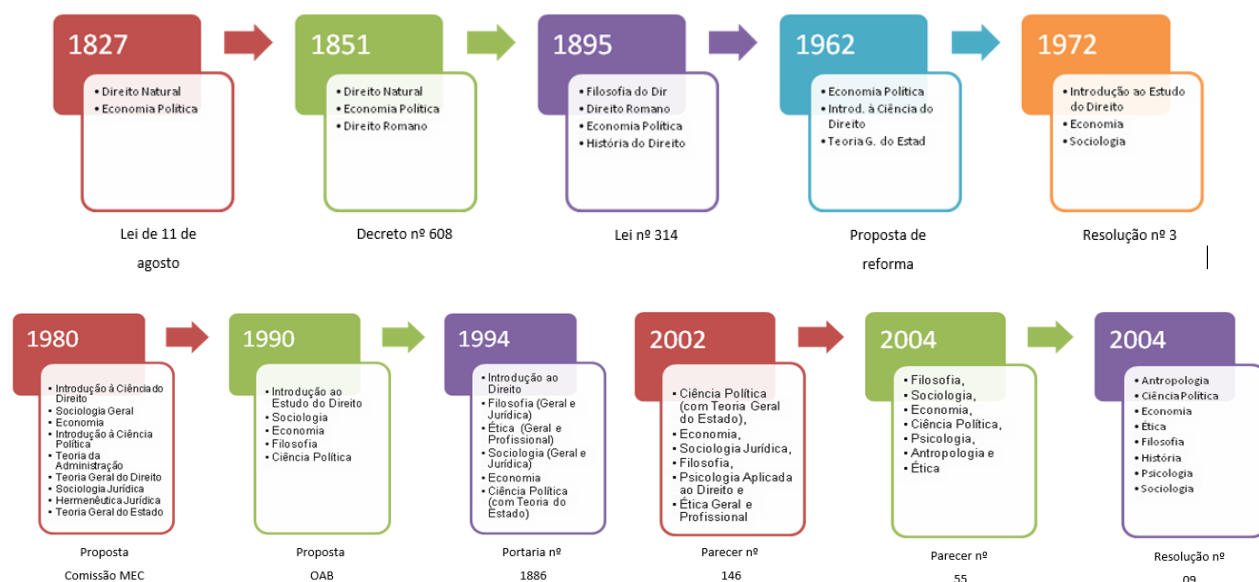 1827
• Direito Natural
• Economia Política
Lei de 11 de
agosto
1851
• Direito Natural
• Economia Política
• Direito Romano
Decreto nº 608
1895
• Filosofia do Dir
• Direito Romano
• Economia Política
• História do Direito
Lei nº 314
1962
• Economia Política
• Introd. à Ciência do
Direito
• Teoria G. do Estad
Proposta de
reforma
1972
• Introdução ao Estudo
do Direito
• Economia
• Sociologia
Resolução nº 3
1980
• Introdução à Ciência do
Direito
• Sociologia Geral
• Economia
• Introdução à Ciência
Política
• Teoria da
Administração
• Teoria Geral do Direito
• Sociologia Jurídica
• Hermenêutica Jurídica
• Teoria Geral do Estado
Proposta
Comissão MEC
1990
• Introdução ao
Estudo do Direito
• Sociologia
• Economia
• Filosofia
• Ciência Política
Proposta
OAB
1994
• Introdução ao
Direito
• Filosofia (Geral e
Jurídica)
• Ética (Geral e
Profissional)
• Sociologia (Geral e
Jurídica)
• Economia
• Ciência Política
(com Teoria do
Estado)
Portaria nº
1886
2002
• Ciência Política
(com Teoria Geral
do Estado),
• Economia,
• Sociologia Jurídica,
• Filosofia,
• Psicologia Aplicada
ao Direito e
• Ética Geral e
Profissional
Parecer nº
146
2004
• Filosofia,
• Sociologia,
• Economia,
• Ciência Política,
• Psicologia,
• Antropologia e
• Ética
Parecer nº
55
2004
• Antropologia
• Ciência Política
• Economia
• Ética
• Filosofia
• História
• Psicologia
• Sociologia
Resolução nº
09